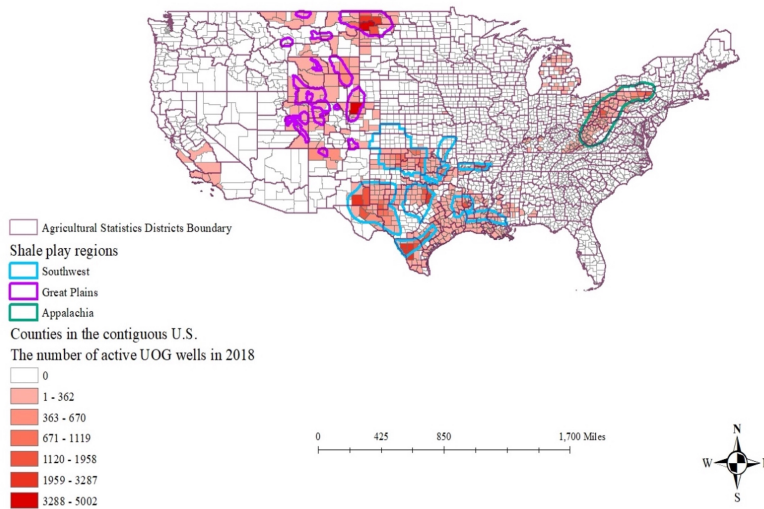 Agricultural Statistics Districts Boundary
Shale play regions
Southwest
Great Plains
Appalachia
Counties in the contiguous U.S.
The number of active UOG wells in 2018
0
1 - 362
363 - 670
671 - 1119
1120 - 1958
1959 - 3287
3288 - 5002
0 425 850 1,700 Miles
N
W
S